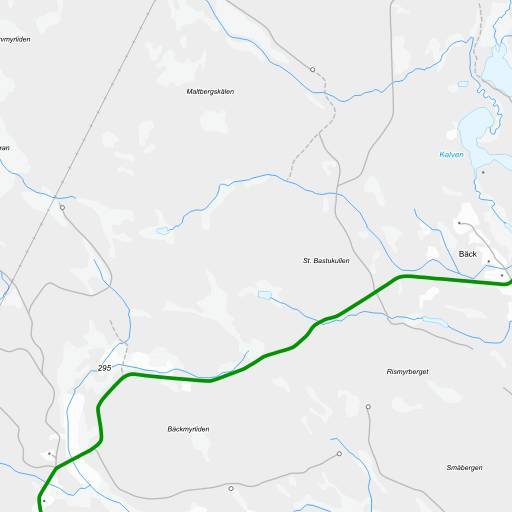 Maltbergskälen
Kalven
Bäck
St. Bastukullen
295
Rismyrberget
Bäckmyrliden
Småbergen